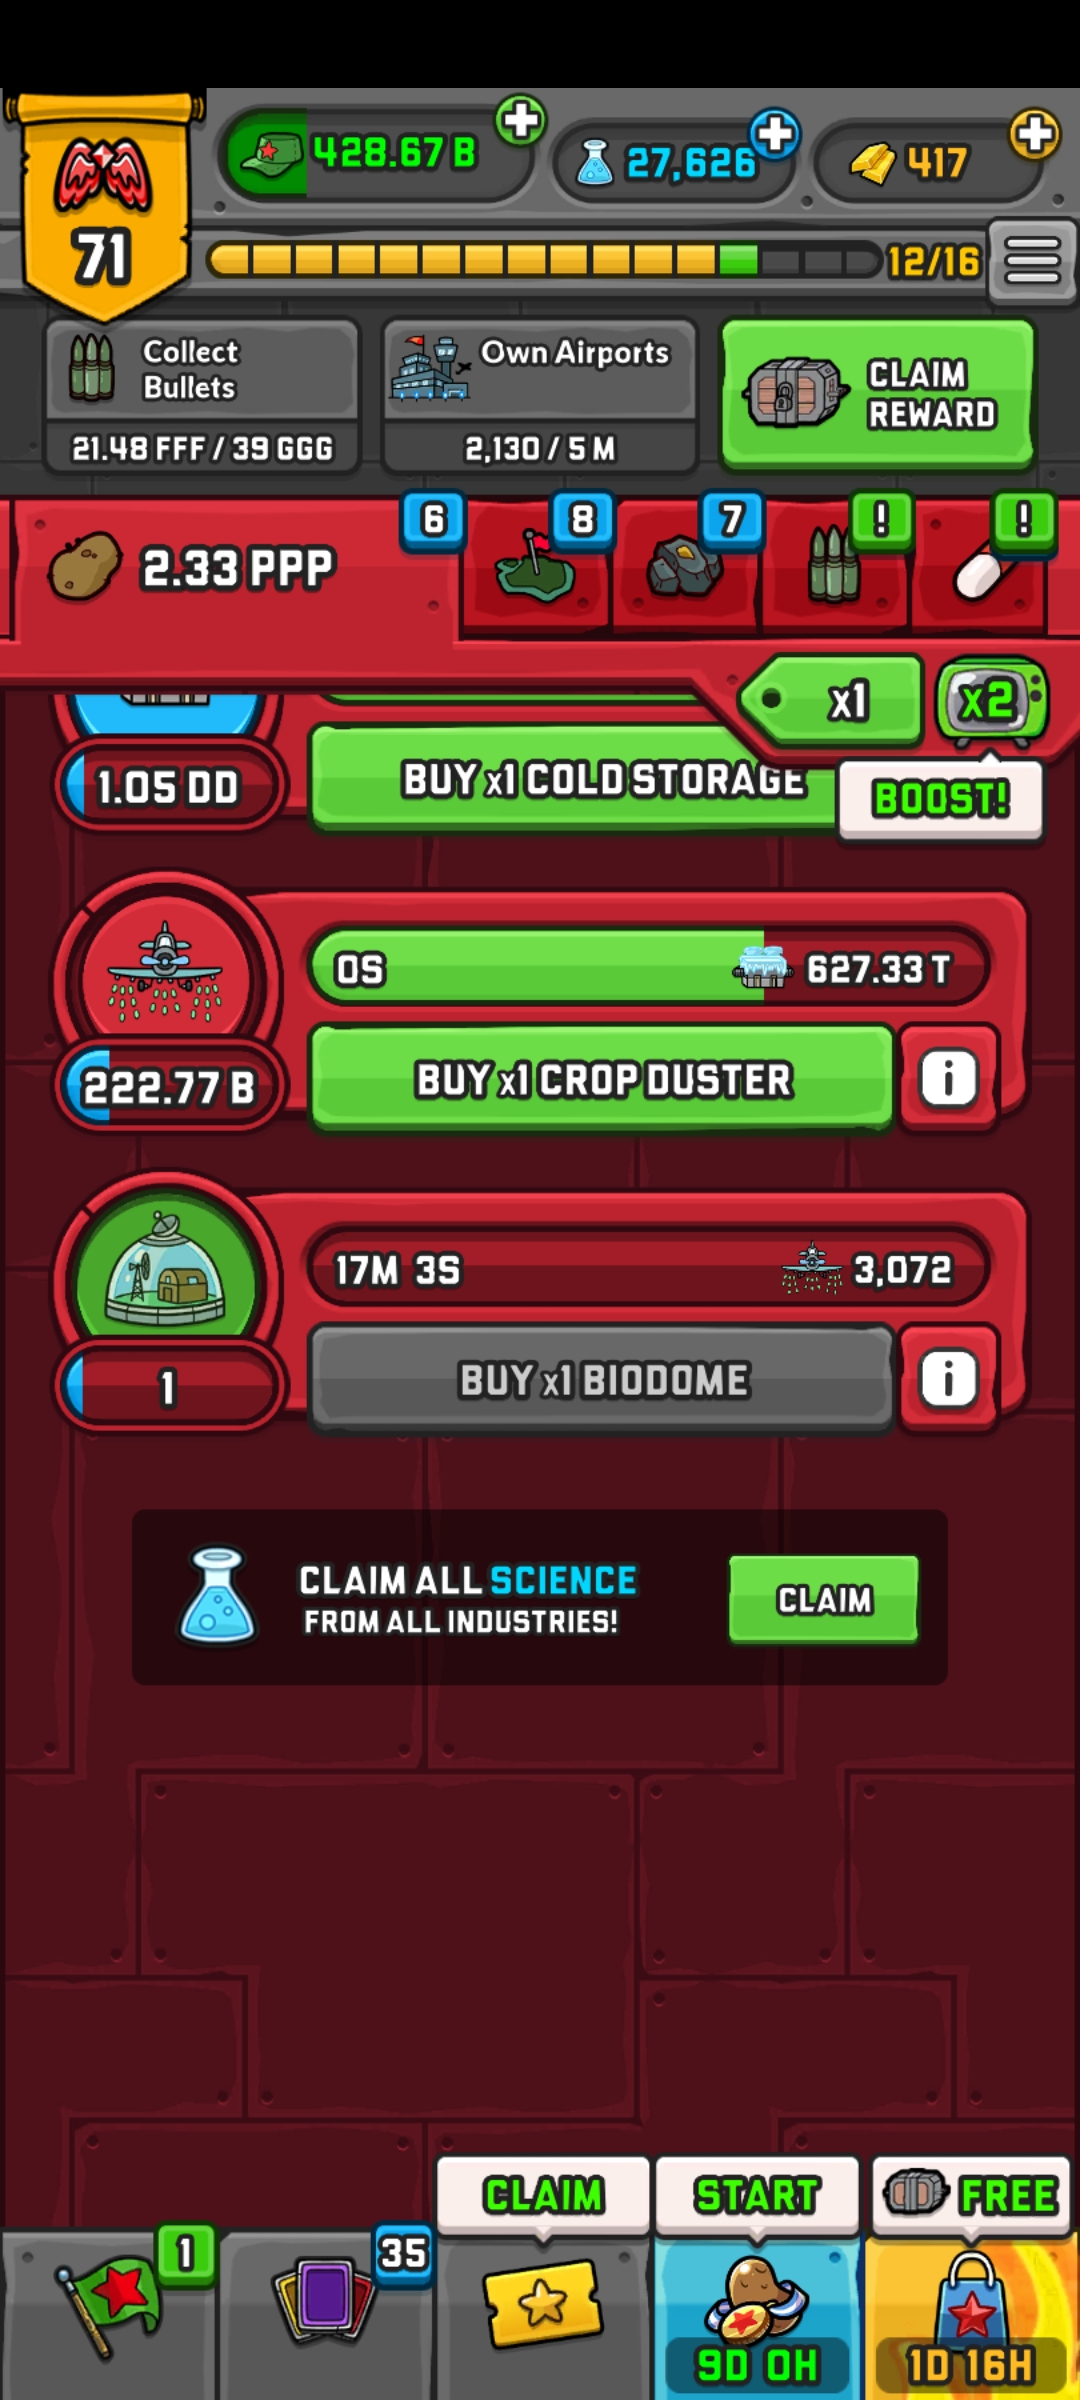 428.67 B
27,626
417
71
12/16
Collect
Bullets
21.48 FFF / 39 GGG
Own Airports
2,130 / 5 M
CLAIM
REWARD
2.33 PPP
6
8
7
!
!
x1
x2
BOOST!
1.05 DD
BUY x1 COLD STORAGE
0S
627.33 T
222.77 B
BUY x1 CROP DUSTER
i
17M 3S
3,072
1
BUY x1 BIODOME
i
CLAIM ALL SCIENCE
FROM ALL INDUSTRIES!
CLAIM
CLAIM
START
FREE
1
35
9D 0H
1D 16H